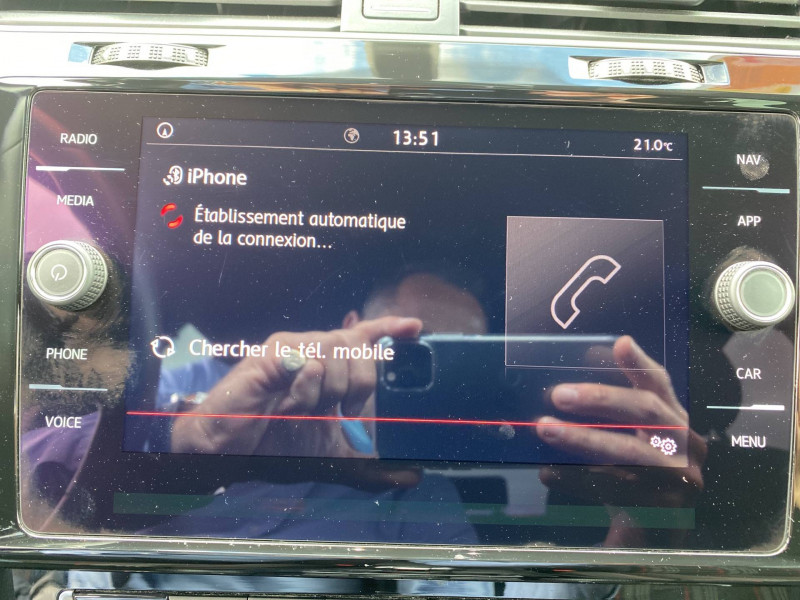 RADIO
MEDIA
PHONE
VOICE
13:51
21.0°C
iPhone
Établissement automatique
de la connexion...
Chercher le tél. mobile
NAV
APP
CAR
MENU